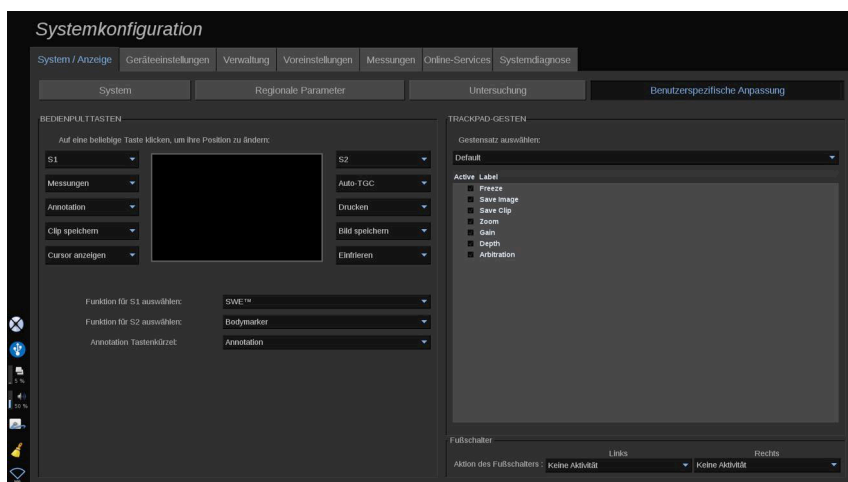 Systemkonfiguration
System / Anzeige Geräteeinstellungen Verwaltung Voreinstellungen Messungen Online-Services Systemdiagnose
System Regionale Parameter Untersuchung Benutzerspezifische Anpassung
BEDIENPULTTASTEN
Auf eine beliebige Taste klicken, um ihre Position zu ändern:
S1 S2
Messungen Auto-TGC
Annotation Drucken
Clip speichern Bild speichern
Cursor anzeigen Einfrieren
Funktion für S1 auswählen: SWE™
Funktion für S2 auswählen: Bodymarker
Annotation Tastenkürzel: Annotation
TRACKPAD-GESTEN
Gestensatz auswählen:
Default
Active Label
Freeze
Save Image
Save Clip
Zoom
Gain
Depth
Arbitration
Fußschalter
Links Rechts
Aktion des Fußschalters : Keine Aktivität Keine Aktivität
5 %
50 %